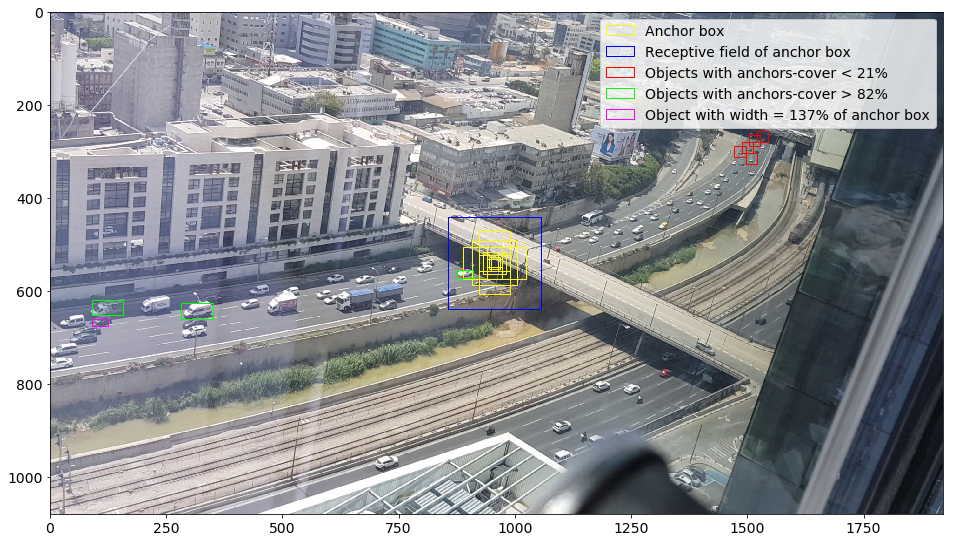 Anchor box
Receptive field of anchor box
Objects with anchors-cover < 21%
Objects with anchors-cover > 82%
Object with width = 137% of anchor box
0
200
400
600
800
1000
0
250
500
750
1000
1250
1500
1750